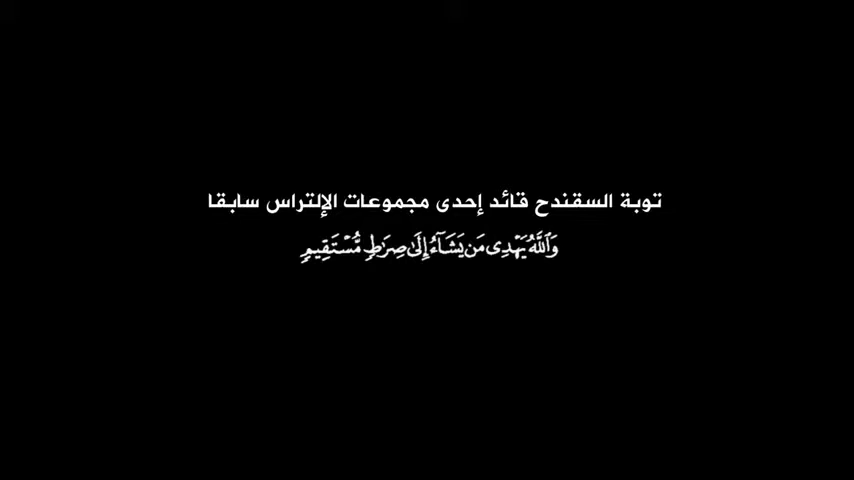 توبة السقندح قائد إحدى مجموعات الإلتراس سابقا
وَٱللَّهُ يَهْدِى مَن يَشَآءُ إِلَىٰ صِرَٰطٍ مُّسْتَقِيمٍ